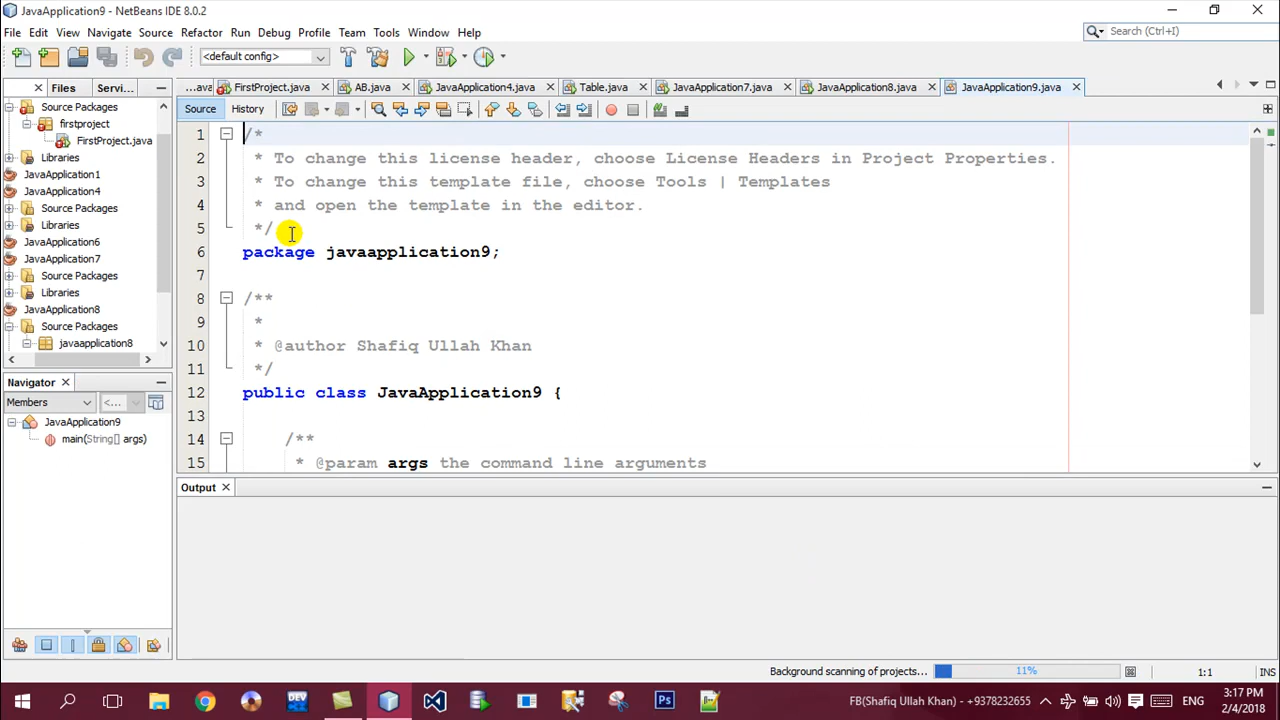 JavaApplication9 - NetBeans IDE 8.0.2
File Edit View Navigate Source Refactor Run Debug Profile Team Tools Window Help
Search (Ctrl+I)
<default config>
Files Servi...
...ava FirstProject.java AB.java JavaApplication4.java Table.java JavaApplication7.java JavaApplication8.java JavaApplication9.java
Source History
Source Packages
firstproject
FirstProject.java
Libraries
JavaApplication1
JavaApplication4
Source Packages
Libraries
JavaApplication6
JavaApplication7
Source Packages
Libraries
JavaApplication8
Source Packages
javaapplication8
1 /*
2 * To change this license header, choose License Headers in Project Properties.
3 * To change this template file, choose Tools | Templates
4 * and open the template in the editor.
5 */
6 package javaapplication9;
7
8 /**
9 *
10 * @author Shafiq Ullah Khan
11 */
12 public class JavaApplication9 {
13
14 /**
15 * @param args the command line arguments
Navigator
Members <...
JavaApplication9
main(String[] args)
Output
Background scanning of projects... 11% 1:1 INS
DEV
Ps
FB(Shafiq Ullah Khan) +9378232655
ENG
3:17 PM
2/4/2018